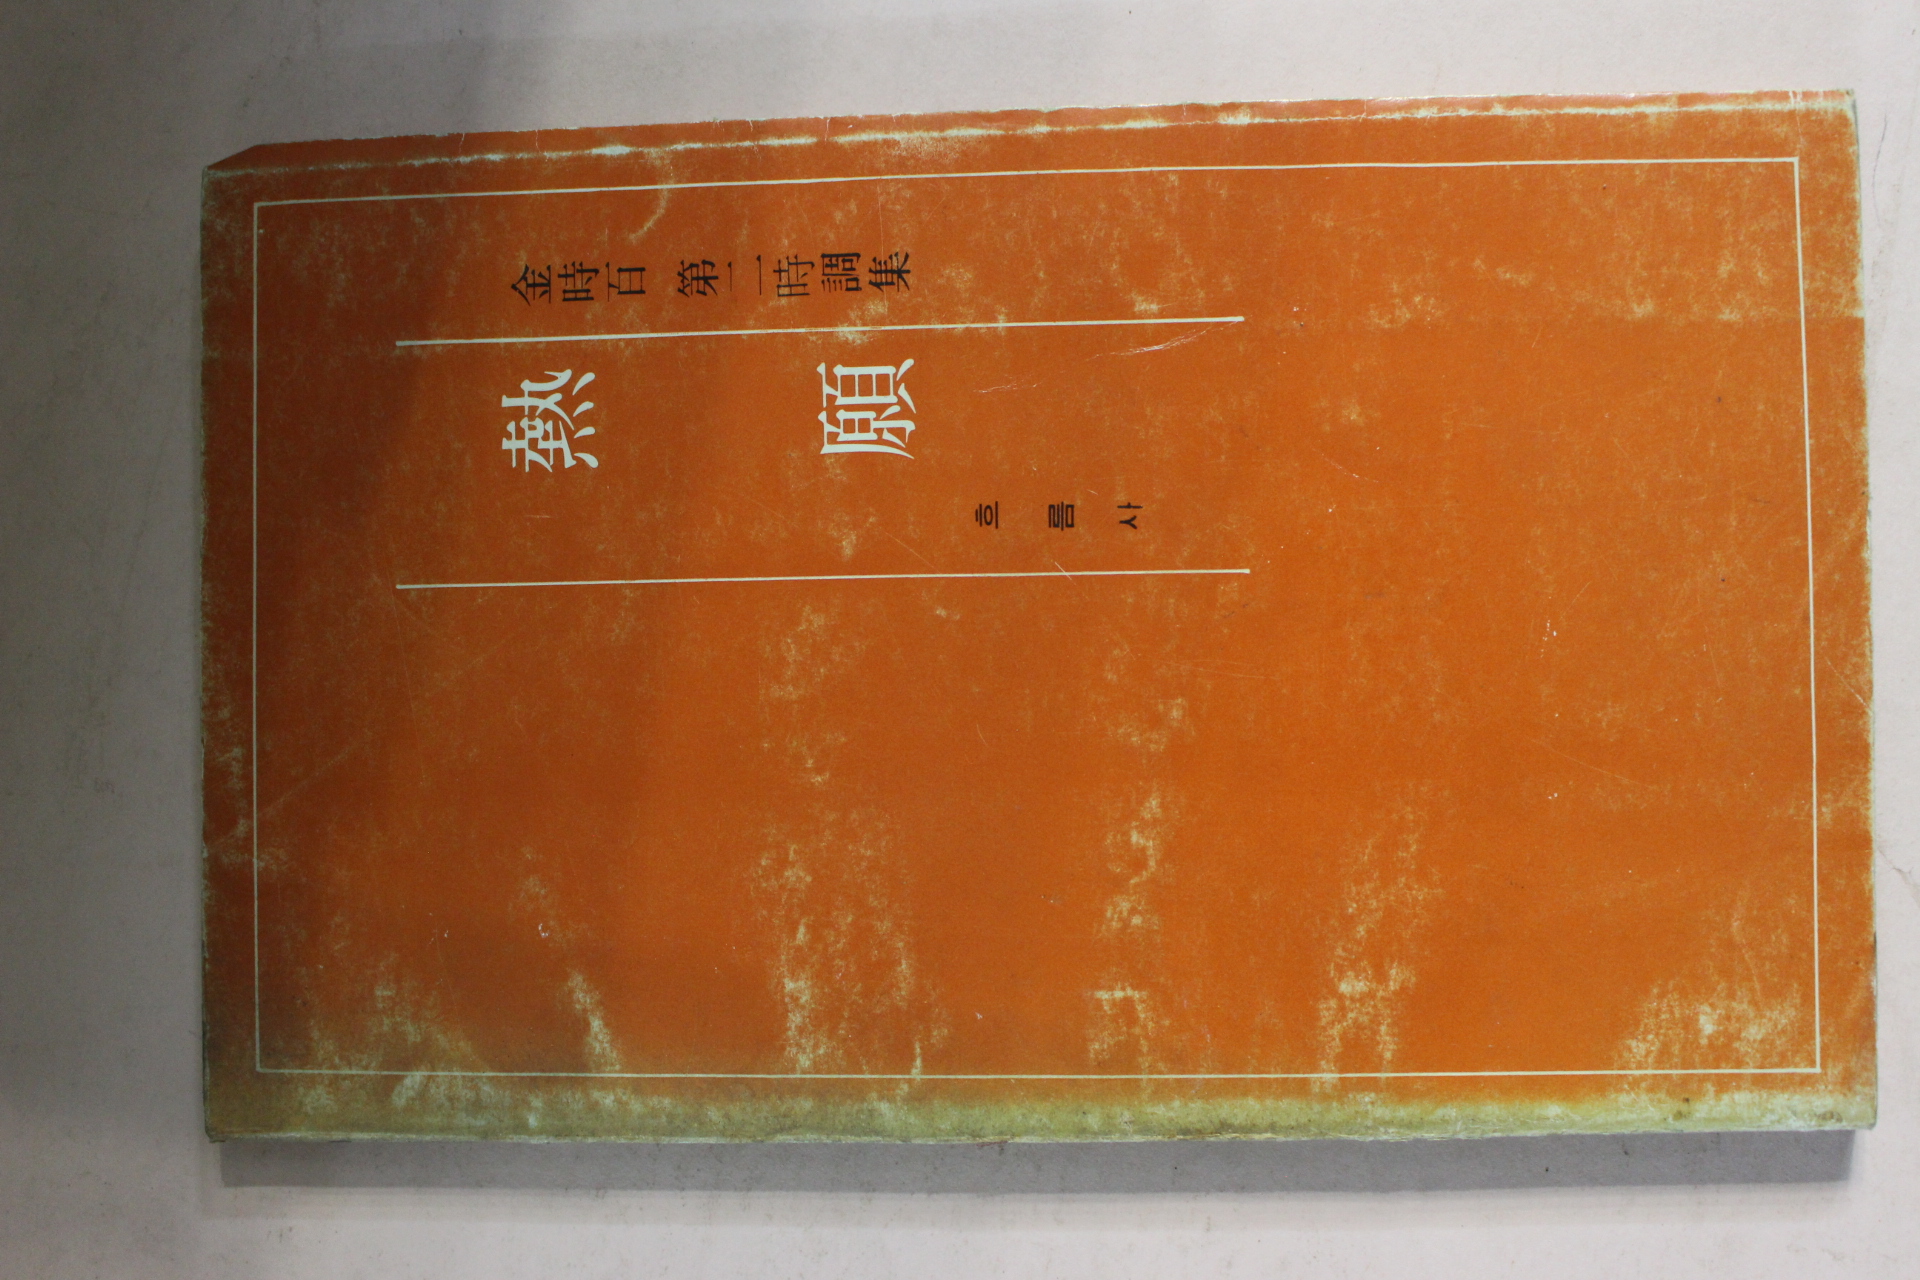 金時百 第二時調集
熱願
흐름사